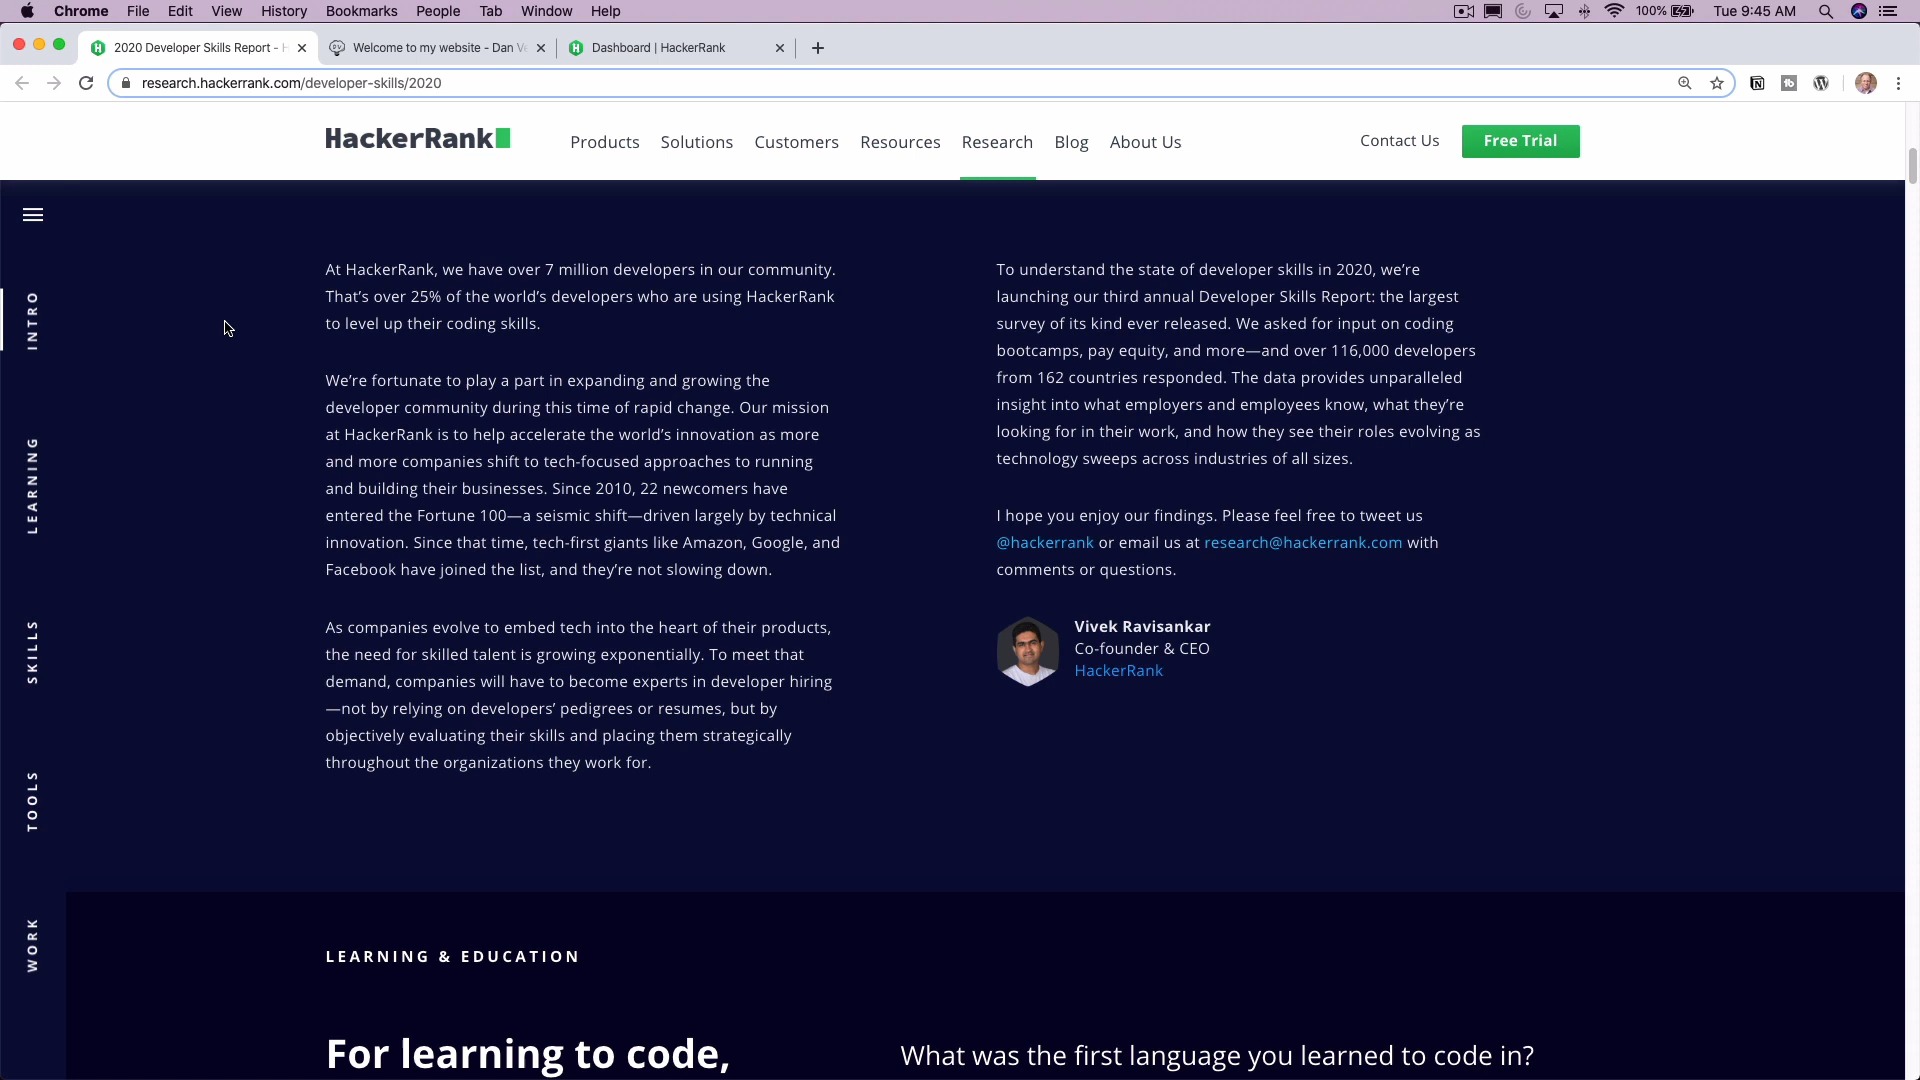 Chrome File Edit View History Bookmarks People Tab Window Help
100% Tue 9:45 AM
2020 Developer Skills Report - H
Welcome to my website - Dan Ve
Dashboard | HackerRank
research.hackerrank.com/developer-skills/2020
HackerRank
Products Solutions Customers Resources Research Blog About Us
Contact Us
Free Trial
INTRO
LEARNING
SKILLS
TOOLS
WORK
At HackerRank, we have over 7 million developers in our community.
That’s over 25% of the world’s developers who are using HackerRank
to level up their coding skills.
We’re fortunate to play a part in expanding and growing the
developer community during this time of rapid change. Our mission
at HackerRank is to help accelerate the world’s innovation as more
and more companies shift to tech-focused approaches to running
and building their businesses. Since 2010, 22 newcomers have
entered the Fortune 100—a seismic shift—driven largely by technical
innovation. Since that time, tech-first giants like Amazon, Google, and
Facebook have joined the list, and they’re not slowing down.
As companies evolve to embed tech into the heart of their products,
the need for skilled talent is growing exponentially. To meet that
demand, companies will have to become experts in developer hiring
—not by relying on developers’ pedigrees or resumes, but by
objectively evaluating their skills and placing them strategically
throughout the organizations they work for.
To understand the state of developer skills in 2020, we’re
launching our third annual Developer Skills Report: the largest
survey of its kind ever released. We asked for input on coding
bootcamps, pay equity, and more—and over 116,000 developers
from 162 countries responded. The data provides unparalleled
insight into what employers and employees know, what they’re
looking for in their work, and how they see their roles evolving as
technology sweeps across industries of all sizes.
I hope you enjoy our findings. Please feel free to tweet us
@hackerrank or email us at research@hackerrank.com with
comments or questions.
Vivek Ravisankar
Co-founder & CEO
HackerRank
LEARNING & EDUCATION
For learning to code,
What was the first language you learned to code in?